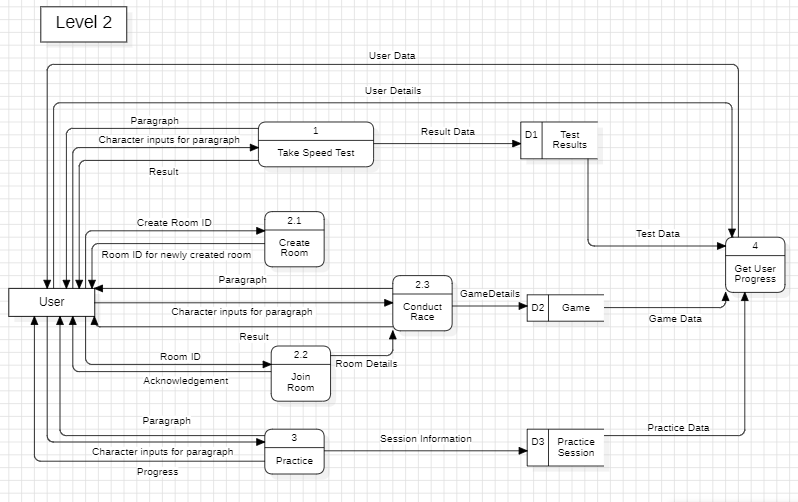 Level 2
User Data
User Details
Paragraph
Character inputs for paragraph
Result
1
Take Speed Test
Result Data
D1
Test
Results
Test Data
4
Get User
Progress
Create Room ID
Room ID for newly created room
2.1
Create
Room
User
Paragraph
Character inputs for paragraph
Result
2.3
Conduct
Race
GameDetails
D2
Game
Game Data
Room ID
Acknowledgement
2.2
Join
Room
Room Details
Paragraph
Character inputs for paragraph
Progress
3
Practice
Session Information
D3
Practice
Session
Practice Data